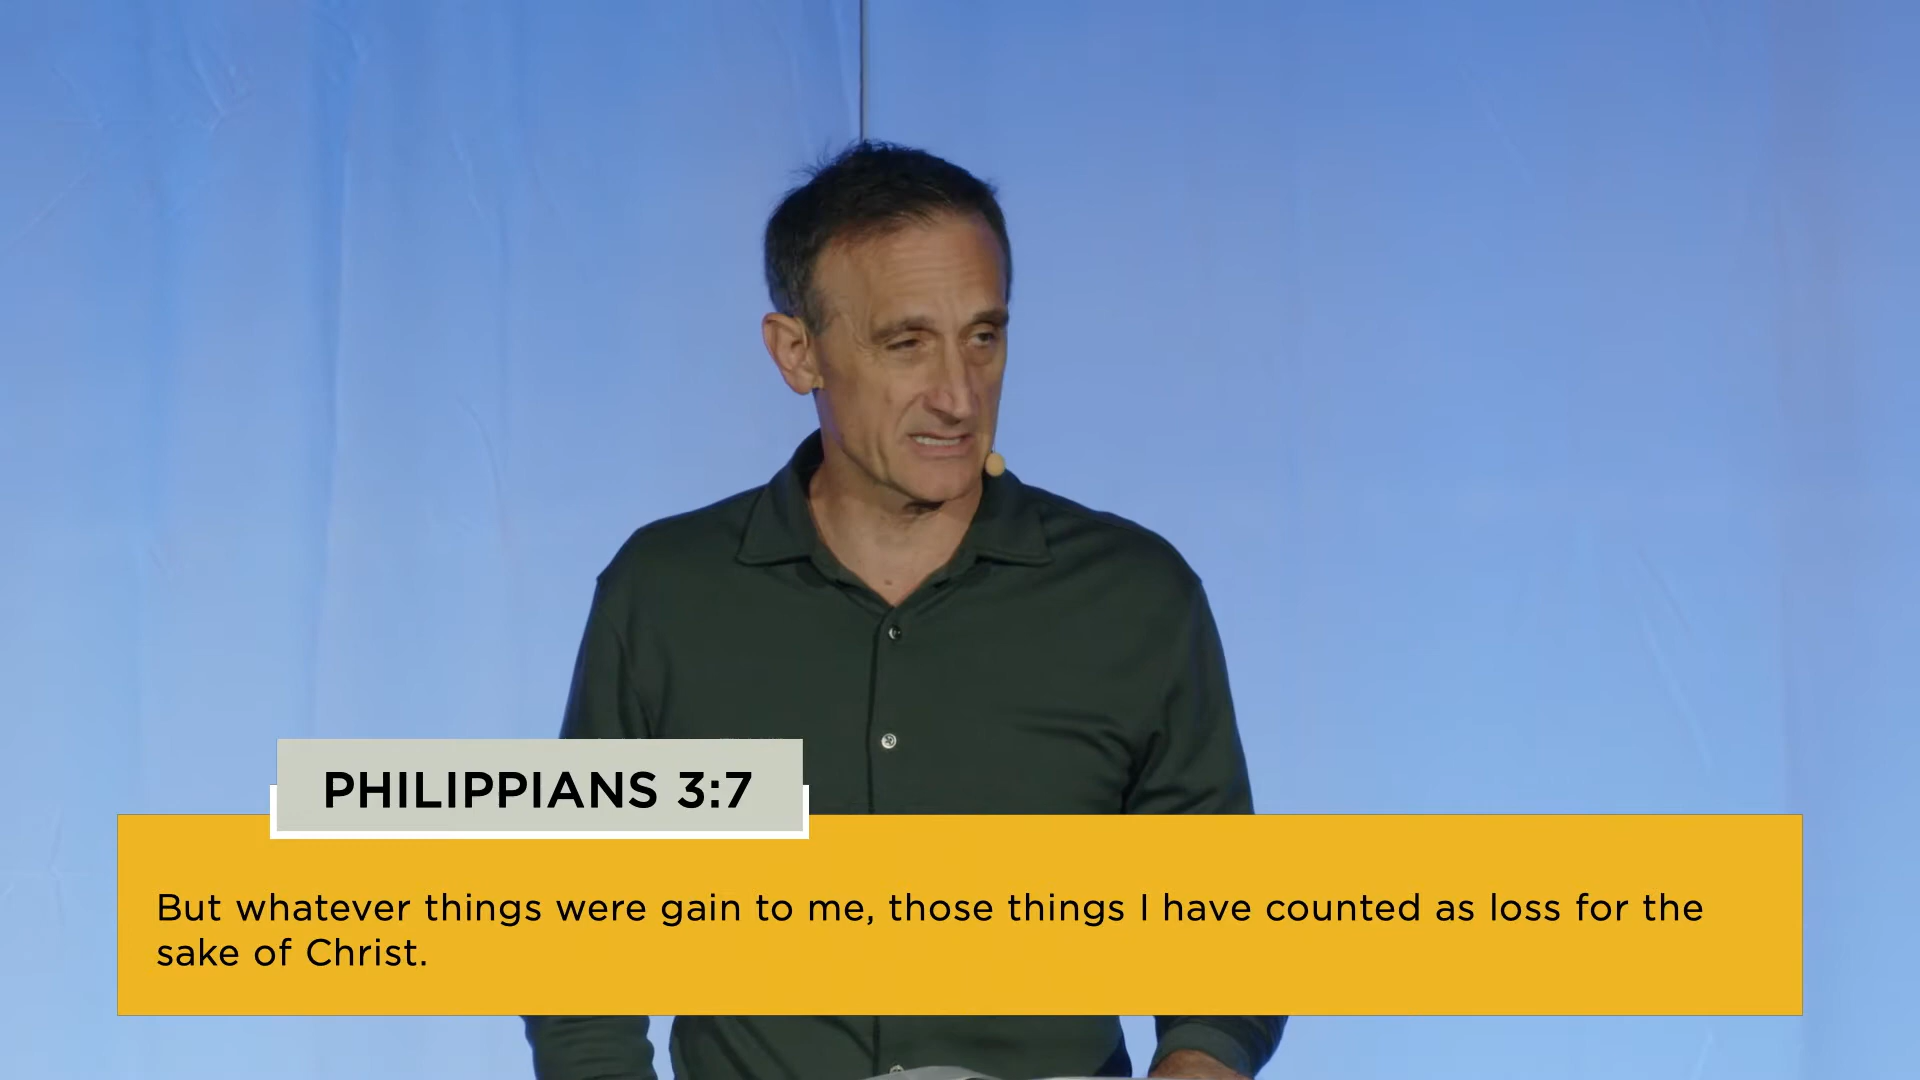 PHILIPPIANS 3:7
But whatever things were gain to me, those things I have counted as loss for the
sake of Christ.